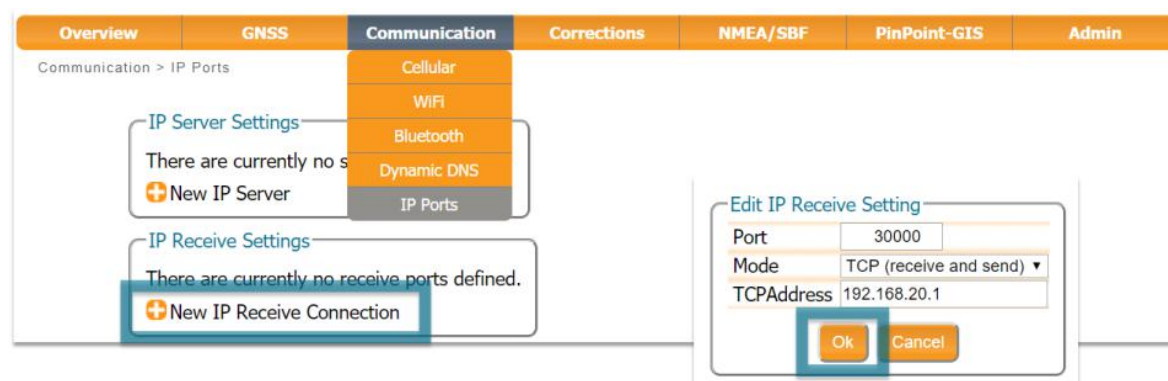 Overview GNSS Communication Corrections NMEA/SBF PinPoint-GIS Admin
Communication > IP Ports
Cellular
WiFi
Bluetooth
Dynamic DNS
IP Ports
IP Server Settings
There are currently no s
New IP Server
IP Receive Settings
There are currently no receive ports defined.
New IP Receive Connection
Edit IP Receive Setting
Port 30000
Mode TCP (receive and send)
TCPAddress 192.168.20.1
Ok Cancel